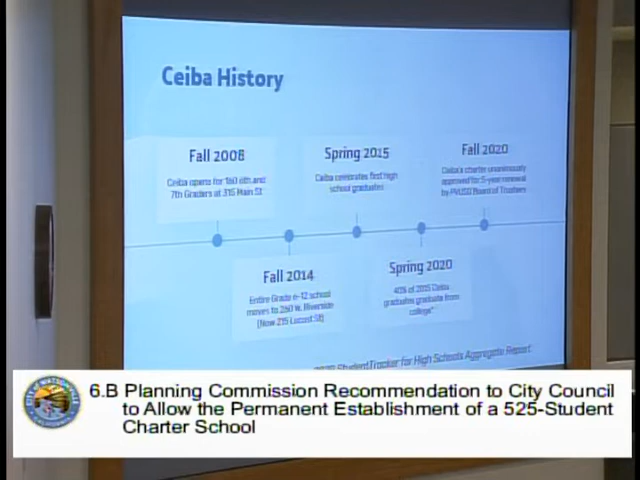 Ceiba History
Fall 2008
Ceiba opens for 160 6th and
7th Graders at 315 Main St
Spring 2015
Ceiba celebrates first high
school graduates
Fall 2020
Ceiba's charter unanimously
approved for 5-year renewal
by PVUSD Board of Trustees
Fall 2014
Entire Grade 6-12 school
moves to 260 W. Riverside
(Now 215 Locust St)
Spring 2020
of 2015 Ceiba
graduates graduate from
college*
StudentTracker for High Schools Aggregate Report
6.B Planning Commission Recommendation to City Council
to Allow the Permanent Establishment of a 525-Student
Charter School